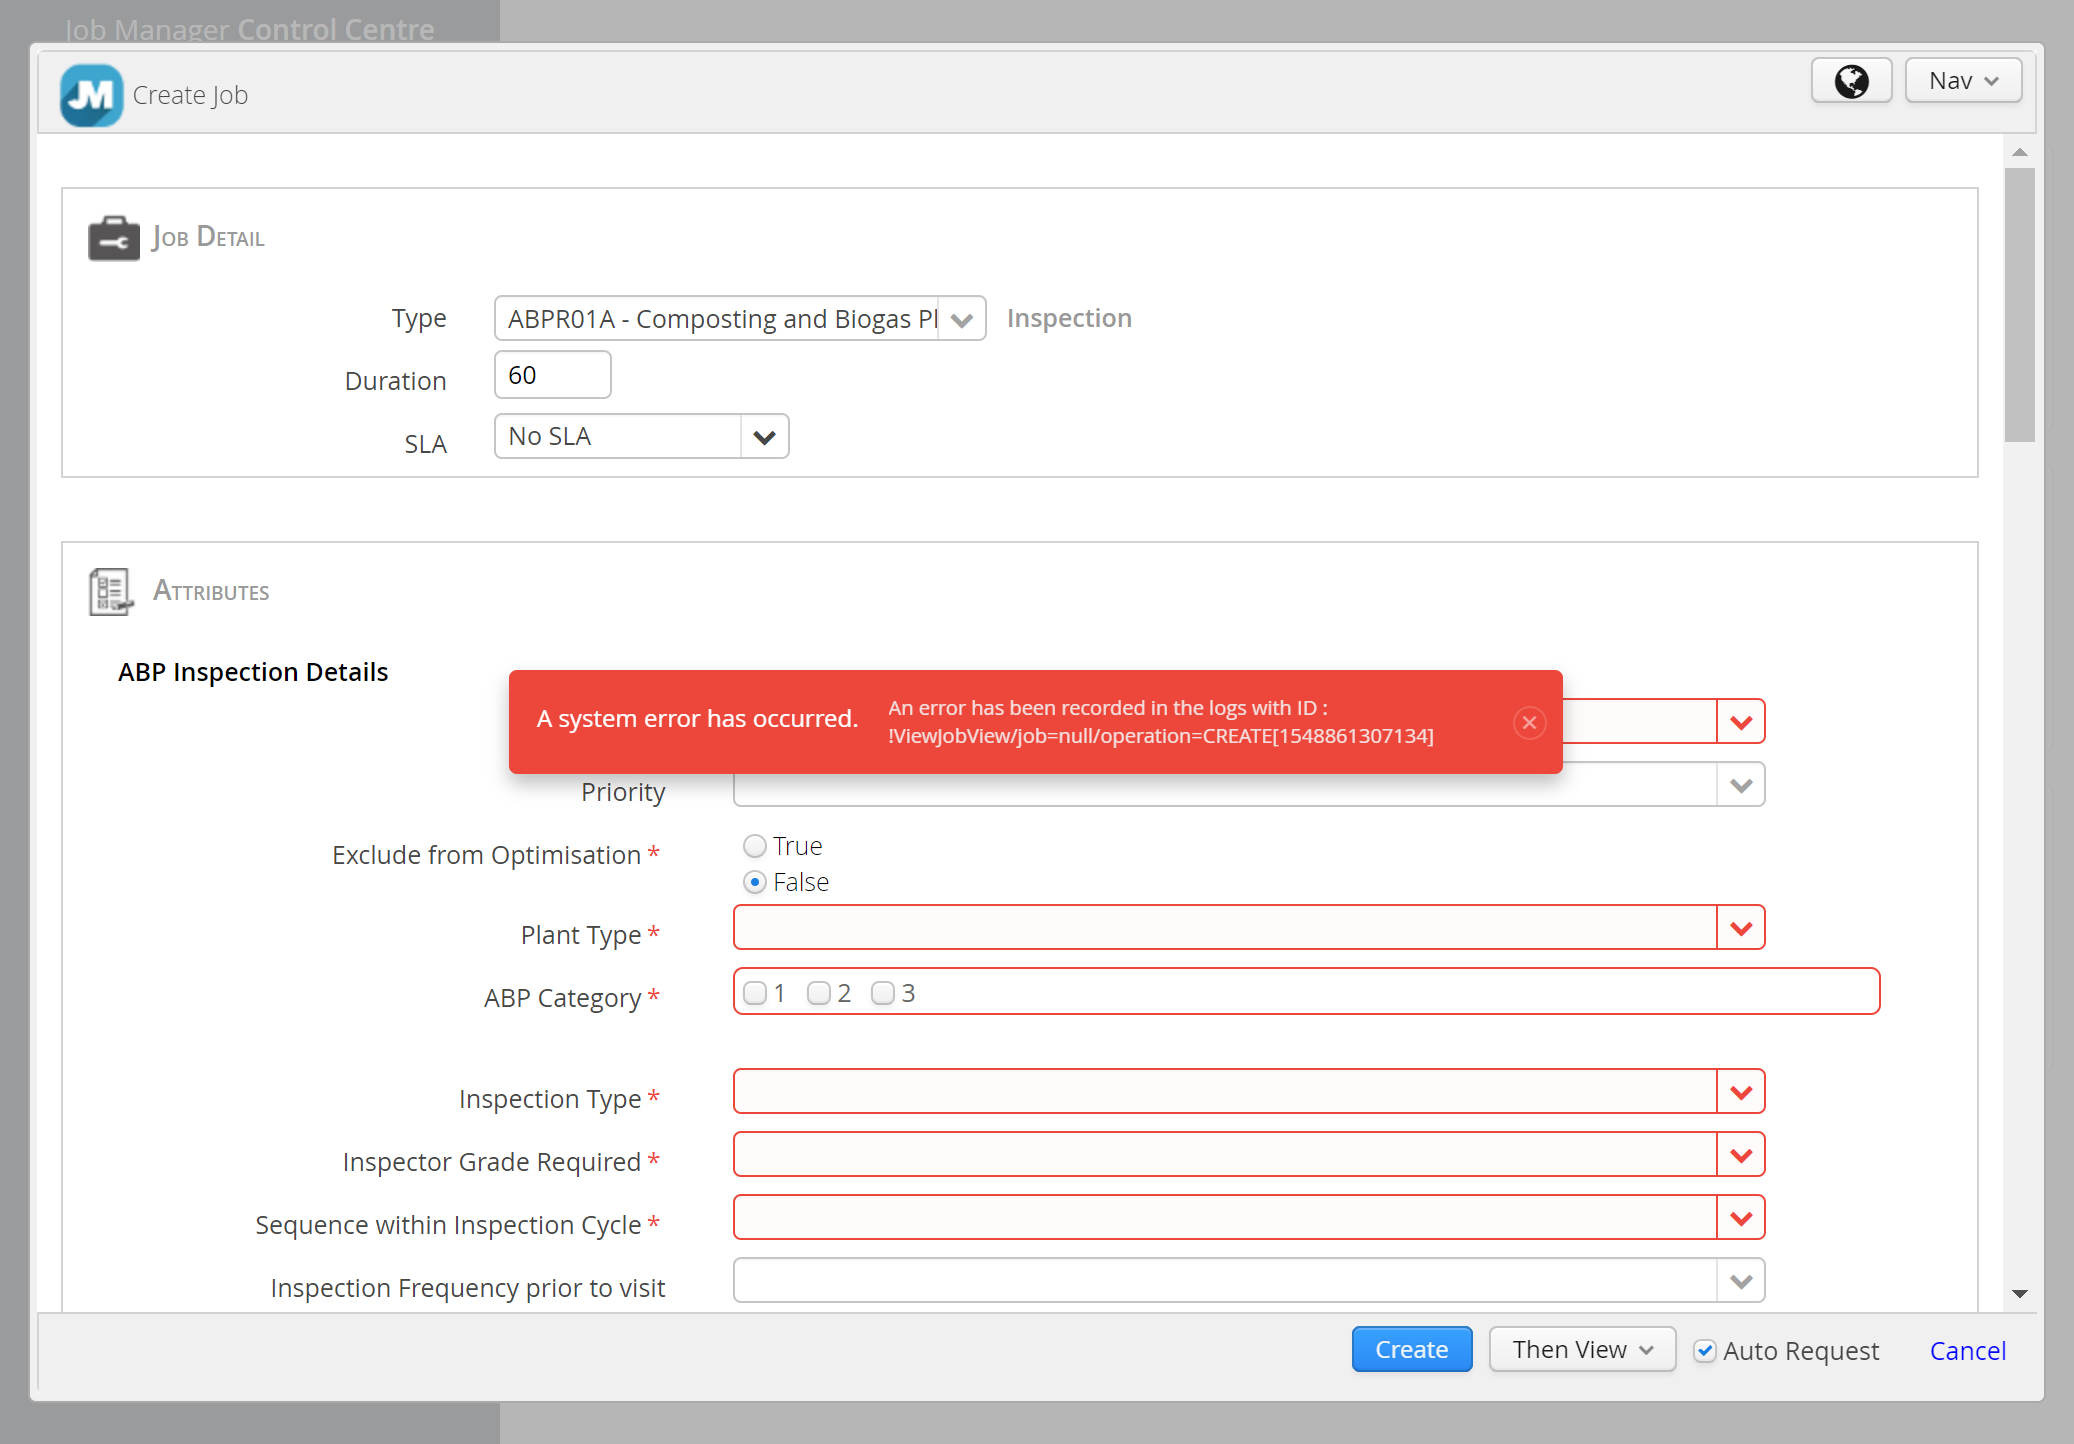 Job Manager Control Centre
JM Create Job
Nav
Job Detail
Type ABPR01A - Composting and Biogas Pl Inspection
Duration 60
SLA No SLA
Attributes
ABP Inspection Details
A system error has occurred. An error has been recorded in the logs with ID :
!ViewJobView/job=null/operation=CREATE[1548861307134]
Priority
Exclude from Optimisation * True
False
Plant Type *
ABP Category * 1 2 3
Inspection Type *
Inspector Grade Required *
Sequence within Inspection Cycle *
Inspection Frequency prior to visit
Create Then View Auto Request Cancel